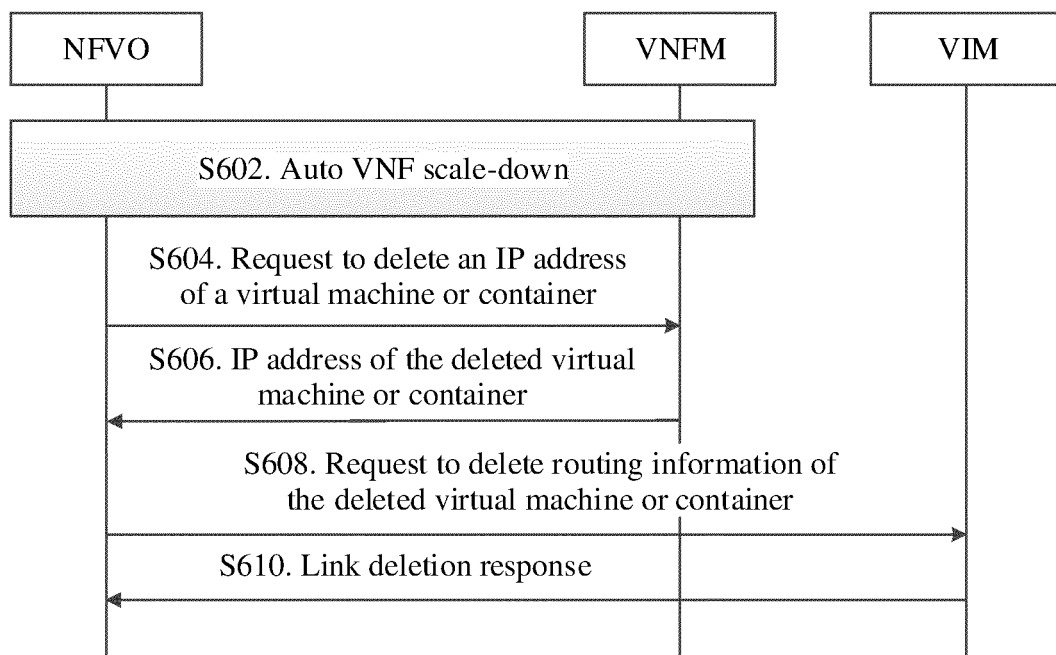 NFVO
VNFM
VIM
S602. Auto VNF scale-down
S604. Request to delete an IP address
of a virtual machine or container
S606. IP address of the deleted virtual
machine or container
S608. Request to delete routing information of
the deleted virtual machine or container
S610. Link deletion response